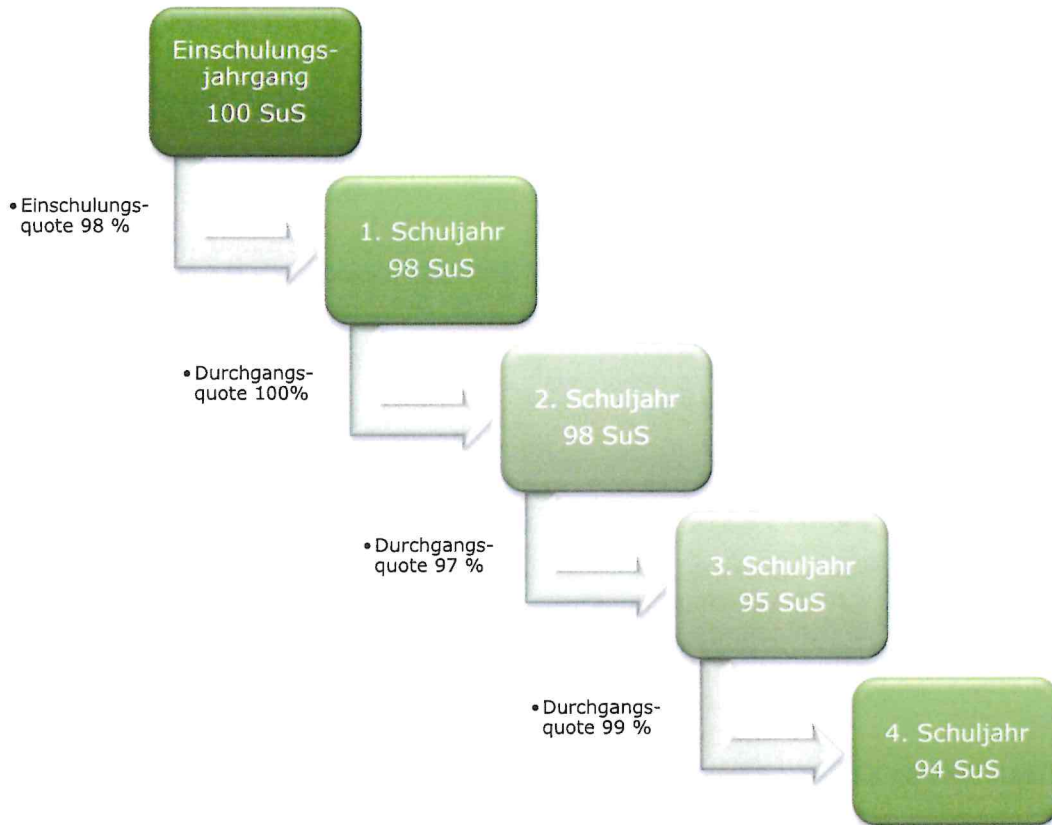 Einschulungs-
jahrgang
100 SuS
• Einschulungs-
quote 98 %
1. Schuljahr
98 SuS
• Durchgangs-
quote 100%
2. Schuljahr
98 SuS
• Durchgangs-
quote 97 %
3. Schuljahr
95 SuS
• Durchgangs-
quote 99 %
4. Schuljahr
94 SuS